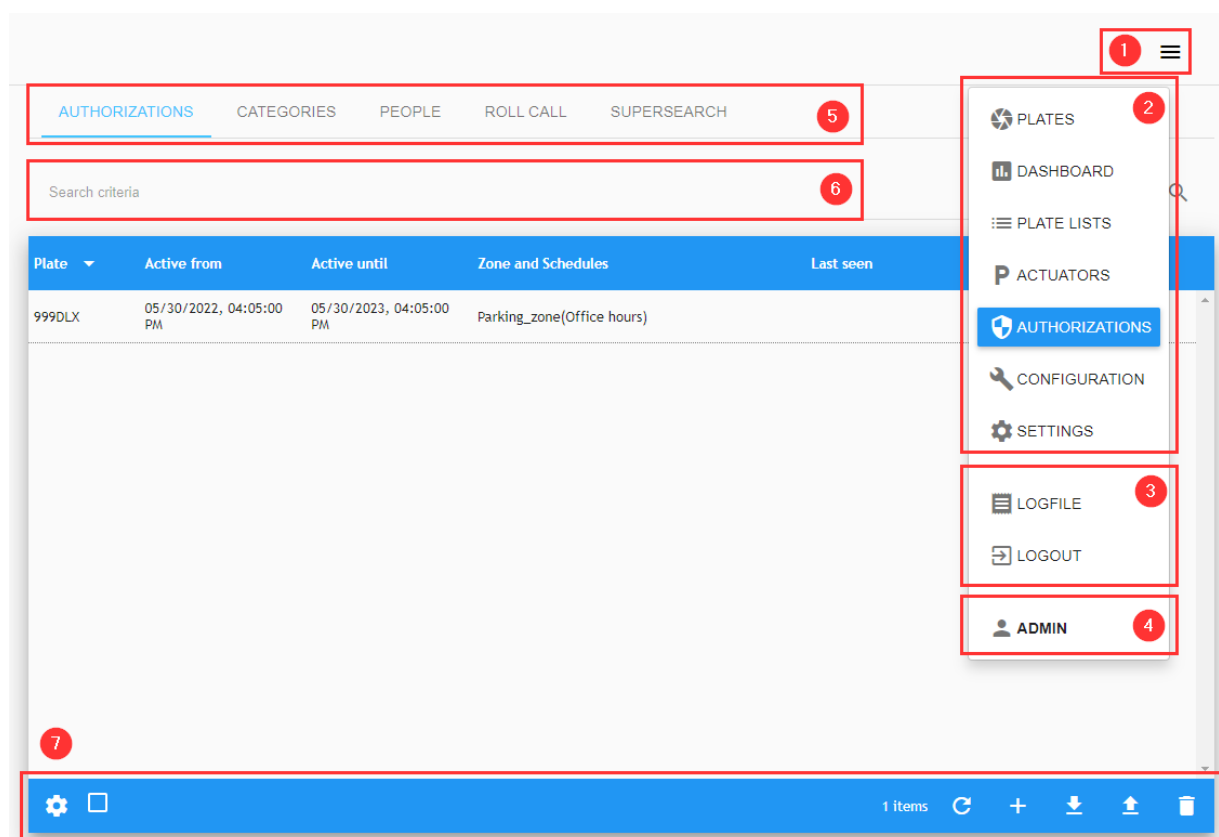 1
AUTHORIZATIONS CATEGORIES PEOPLE ROLL CALL SUPERSEARCH 5
Search criteria 6
Plate Active from Active until Zone and Schedules Last seen
999DLX 05/30/2022, 04:05:00 PM 05/30/2023, 04:05:00 PM Parking_zone(Office hours)
2
PLATES
DASHBOARD
PLATE LISTS
ACTUATORS
AUTHORIZATIONS
CONFIGURATION
SETTINGS
3
LOGFILE
LOGOUT
ADMIN 4
7
1 items